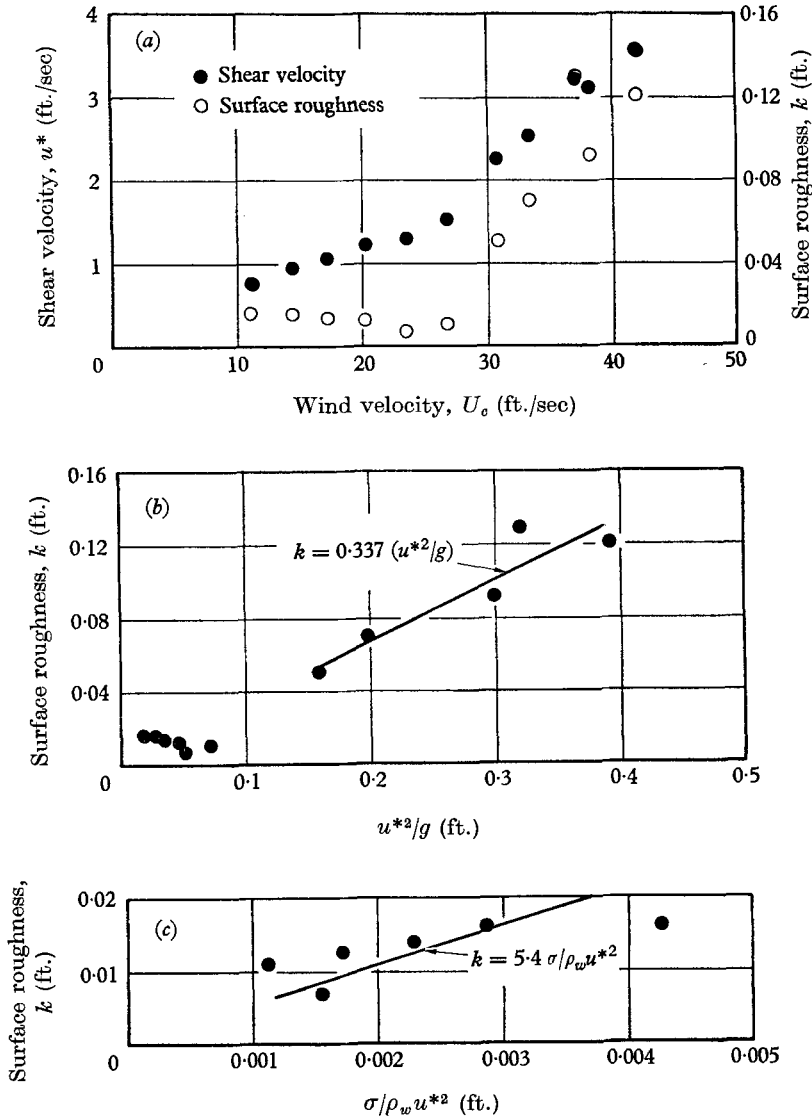 (a)
● Shear velocity
○ Surface roughness
Shear velocity, u* (ft./sec)
4
3
2
1
0
Surface roughness, k (ft.)
0·16
0·12
0·08
0·04
0
10 20 30 40 50
Wind velocity, Uc (ft./sec)
(b)
k = 0·337 (u*2/g)
Surface roughness, k (ft.)
0·16
0·12
0·08
0·04
0
0·1 0·2 0·3 0·4 0·5
u*2/g (ft.)
(c)
k = 5·4 σ/ρwu*2
Surface roughness,
k (ft.)
0·02
0·01
0 0·001 0·002 0·003 0·004 0·005
σ/ρwu*2 (ft.)